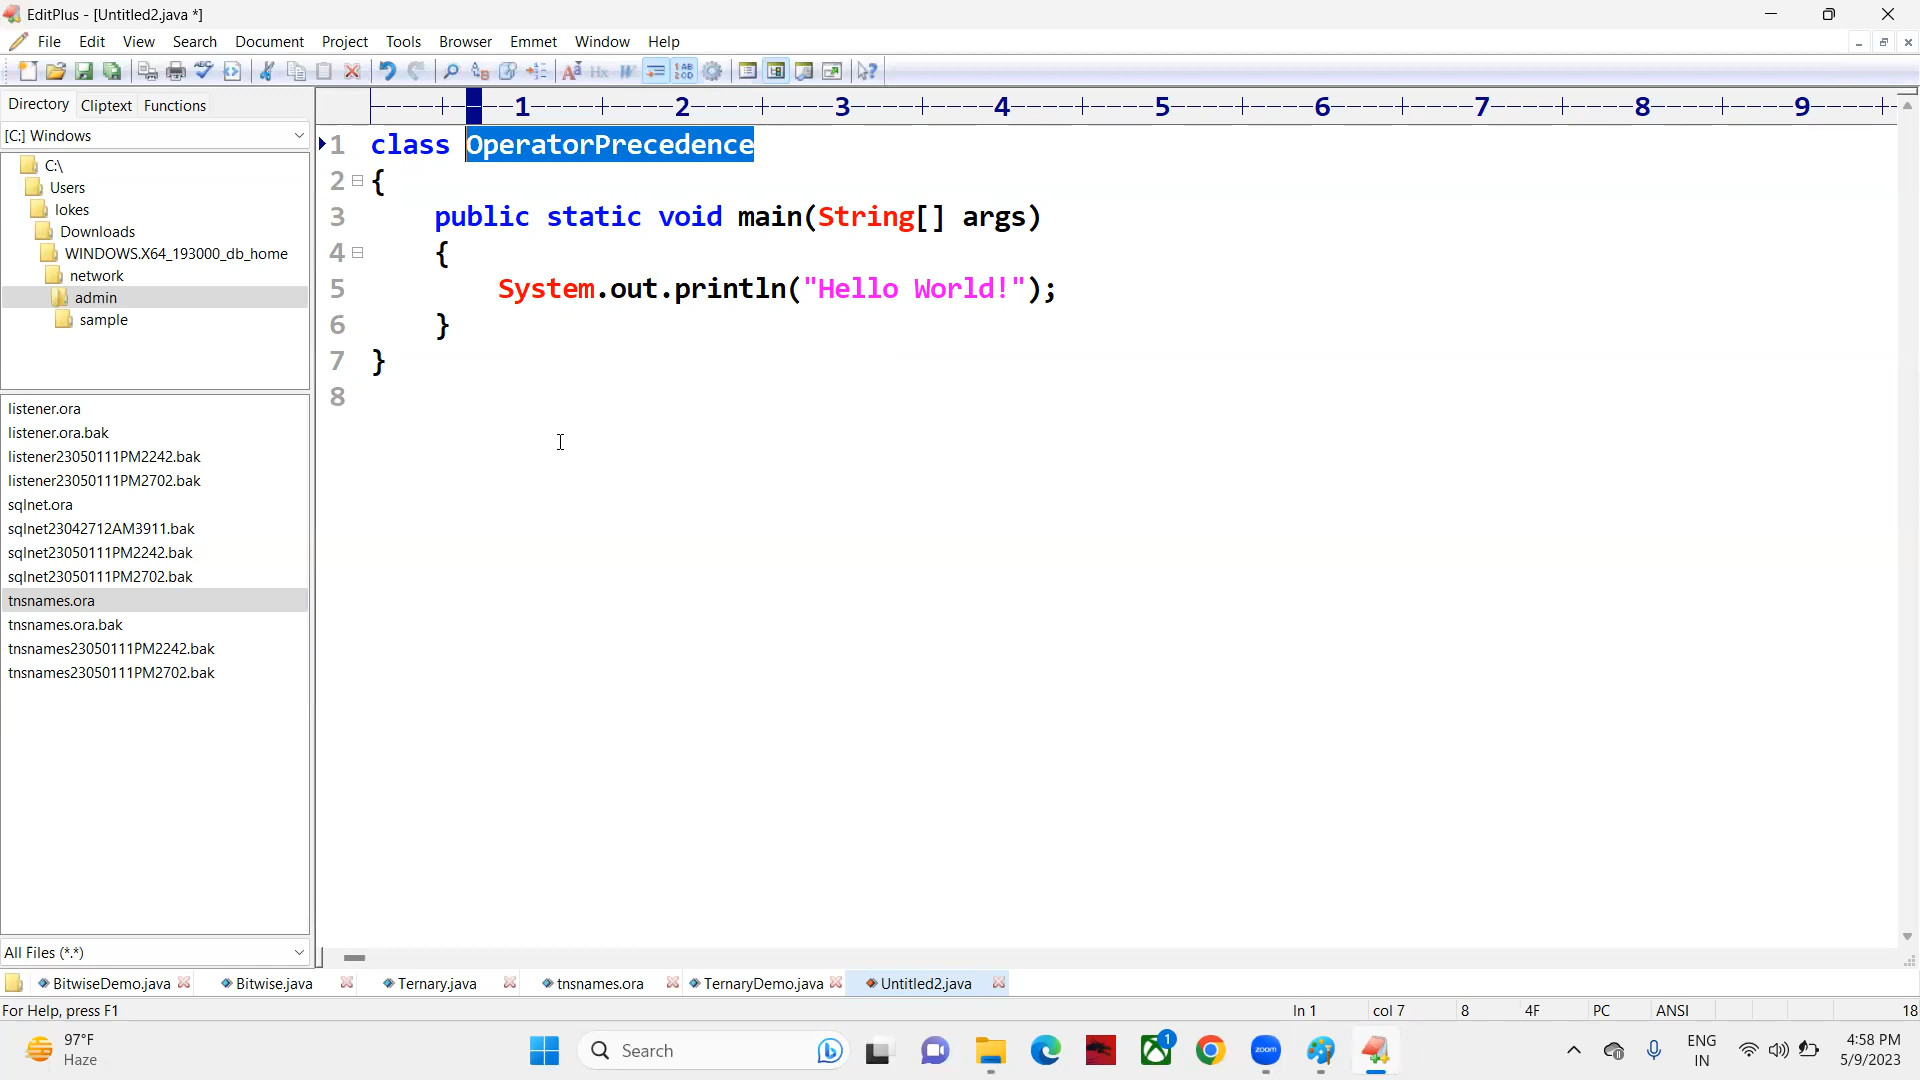 EditPlus - [Untitled2.java *]
File Edit View Search Document Project Tools Browser Emmet Window Help
Directory Cliptext Functions
[C:] Windows
C:\
Users
lokes
Downloads
WINDOWS.X64_193000_db_home
network
admin
sample
listener.ora
listener.ora.bak
listener23050111PM2242.bak
listener23050111PM2702.bak
sqlnet.ora
sqlnet23042712AM3911.bak
sqlnet23050111PM2242.bak
sqlnet23050111PM2702.bak
tnsnames.ora
tnsnames.ora.bak
tnsnames23050111PM2242.bak
tnsnames23050111PM2702.bak
All Files (*.*)
----+----1----+----2----+----3----+----4----+----5----+----6----+----7----+----8----+----9----+-
1 class OperatorPrecedence
2 {
3 public static void main(String[] args)
4 {
5 System.out.println("Hello World!");
6 }
7 }
8
BitwiseDemo.java Bitwise.java Ternary.java tnsnames.ora TernaryDemo.java Untitled2.java
For Help, press F1 ln 1 col 7 8 4F PC ANSI 18
97°F
Haze
Search
1
zoom
ENG
IN
4:58 PM
5/9/2023